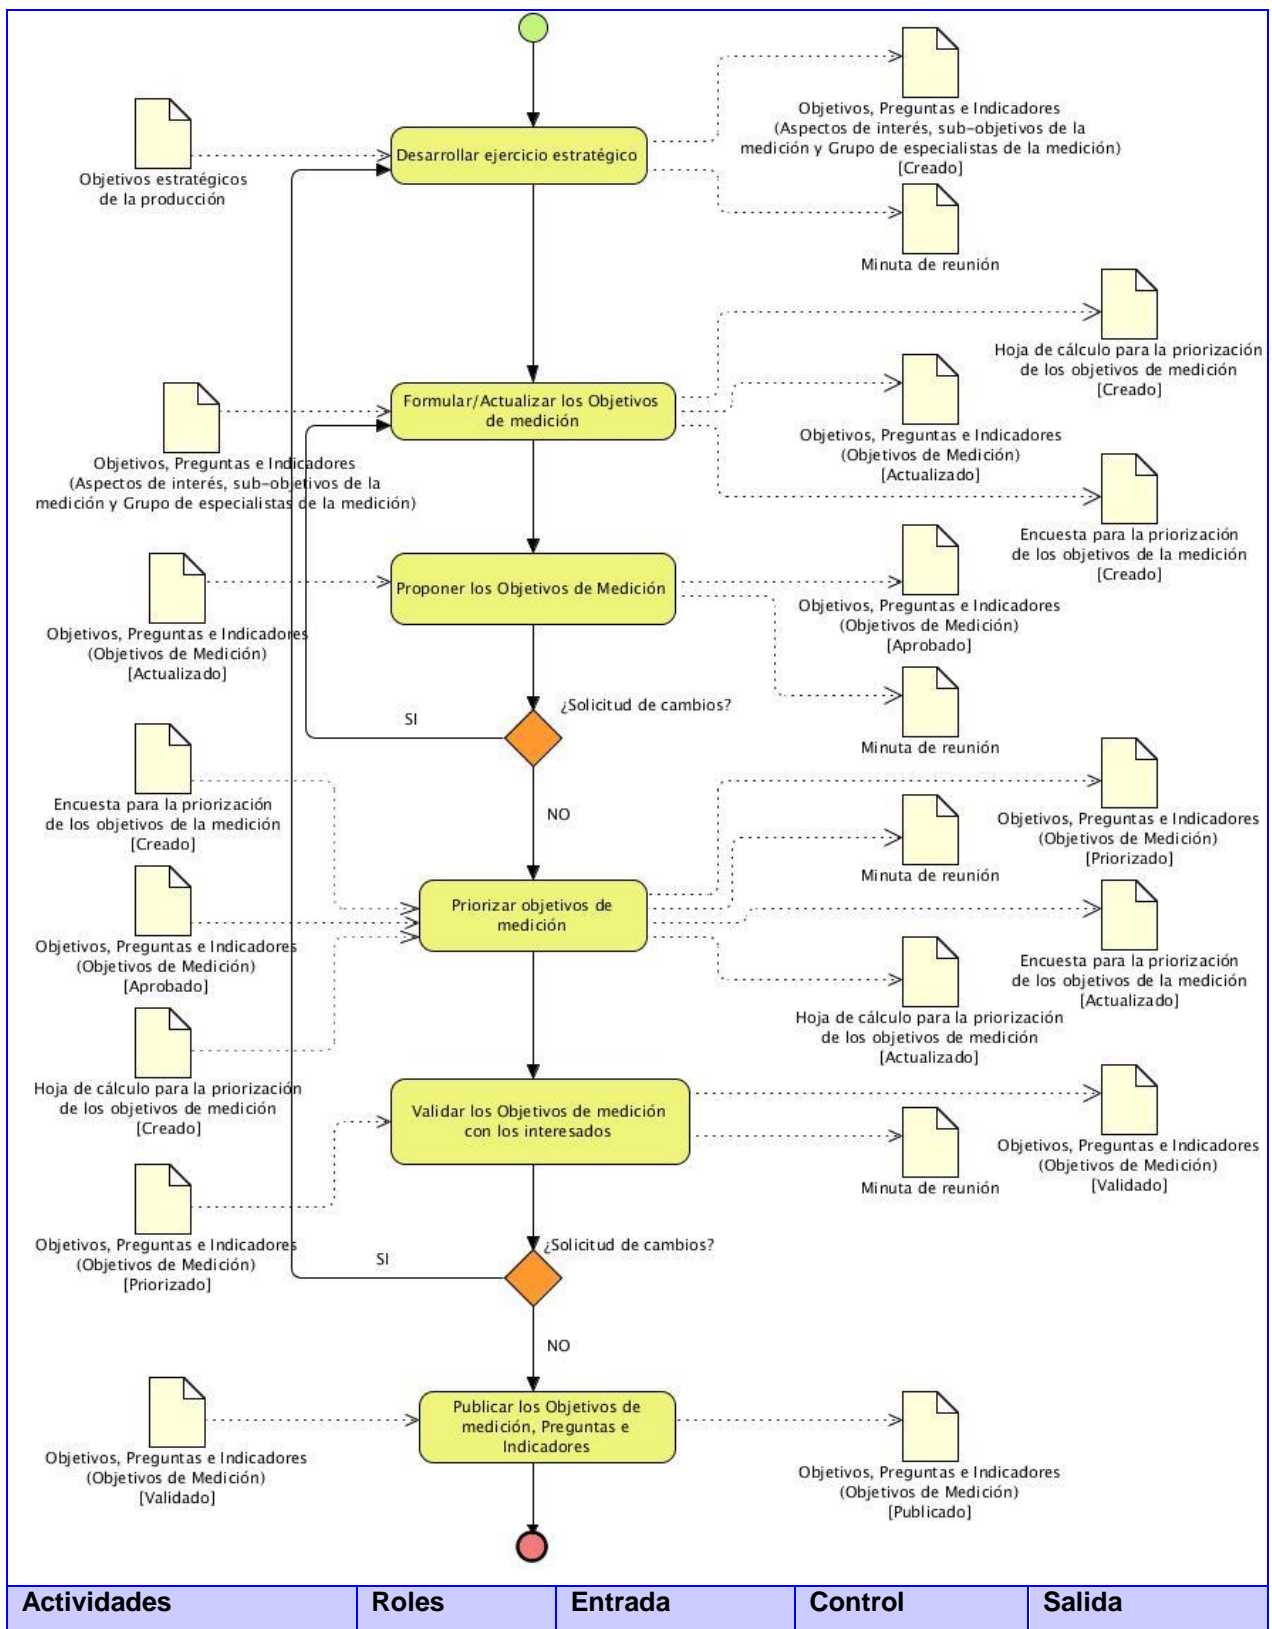 Objetivos, Preguntas e Indicadores
(Aspectos de interés, sub-objetivos de la
medición y Grupo de especialistas de la medición)
[Creado]
Desarrollar ejercicio estratégico
Objetivos estratégicos
de la producción
Minuta de reunión
Hoja de cálculo para la priorización
de los objetivos de medición
[Creado]
Formular/Actualizar los Objetivos
de medición
Objetivos, Preguntas e Indicadores
(Objetivos de Medición)
[Actualizado]
Objetivos, Preguntas e Indicadores
(Aspectos de interés, sub-objetivos de la
medición y Grupo de especialistas de la medición)
Encuesta para la priorización
de los objetivos de la medición
[Creado]
Proponer los Objetivos de Medición
Objetivos, Preguntas e Indicadores
(Objetivos de Medición)
[Aprobado]
Objetivos, Preguntas e Indicadores
(Objetivos de Medición)
[Actualizado]
¿Solicitud de cambios?
SI
Minuta de reunión
NO
Encuesta para la priorización
de los objetivos de la medición
[Creado]
Objetivos, Preguntas e Indicadores
(Objetivos de Medición)
[Priorizado]
Minuta de reunión
Priorizar objetivos de
medición
Objetivos, Preguntas e Indicadores
(Objetivos de Medición)
[Aprobado]
Encuesta para la priorización
de los objetivos de la medición
[Actualizado]
Hoja de cálculo para la priorización
de los objetivos de medición
[Actualizado]
Hoja de cálculo para la priorización
de los objetivos de medición
[Creado]
Validar los Objetivos de medición
con los interesados
Objetivos, Preguntas e Indicadores
(Objetivos de Medición)
[Validado]
Minuta de reunión
Objetivos, Preguntas e Indicadores
(Objetivos de Medición)
[Priorizado]
¿Solicitud de cambios?
SI
NO
Publicar los Objetivos de
medición, Preguntas e
Indicadores
Objetivos, Preguntas e Indicadores
(Objetivos de Medición)
[Validado]
Objetivos, Preguntas e Indicadores
(Objetivos de Medición)
[Publicado]
Actividades Roles Entrada Control Salida